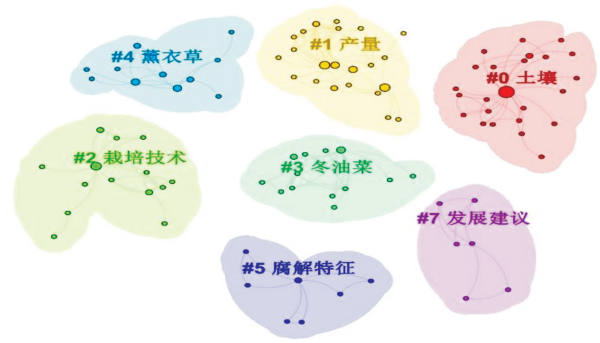 #4 薰衣草
#1 产量
#0 土壤
#2 栽培技术
#3 冬油菜
#7 发展建议
#5 腐解特征